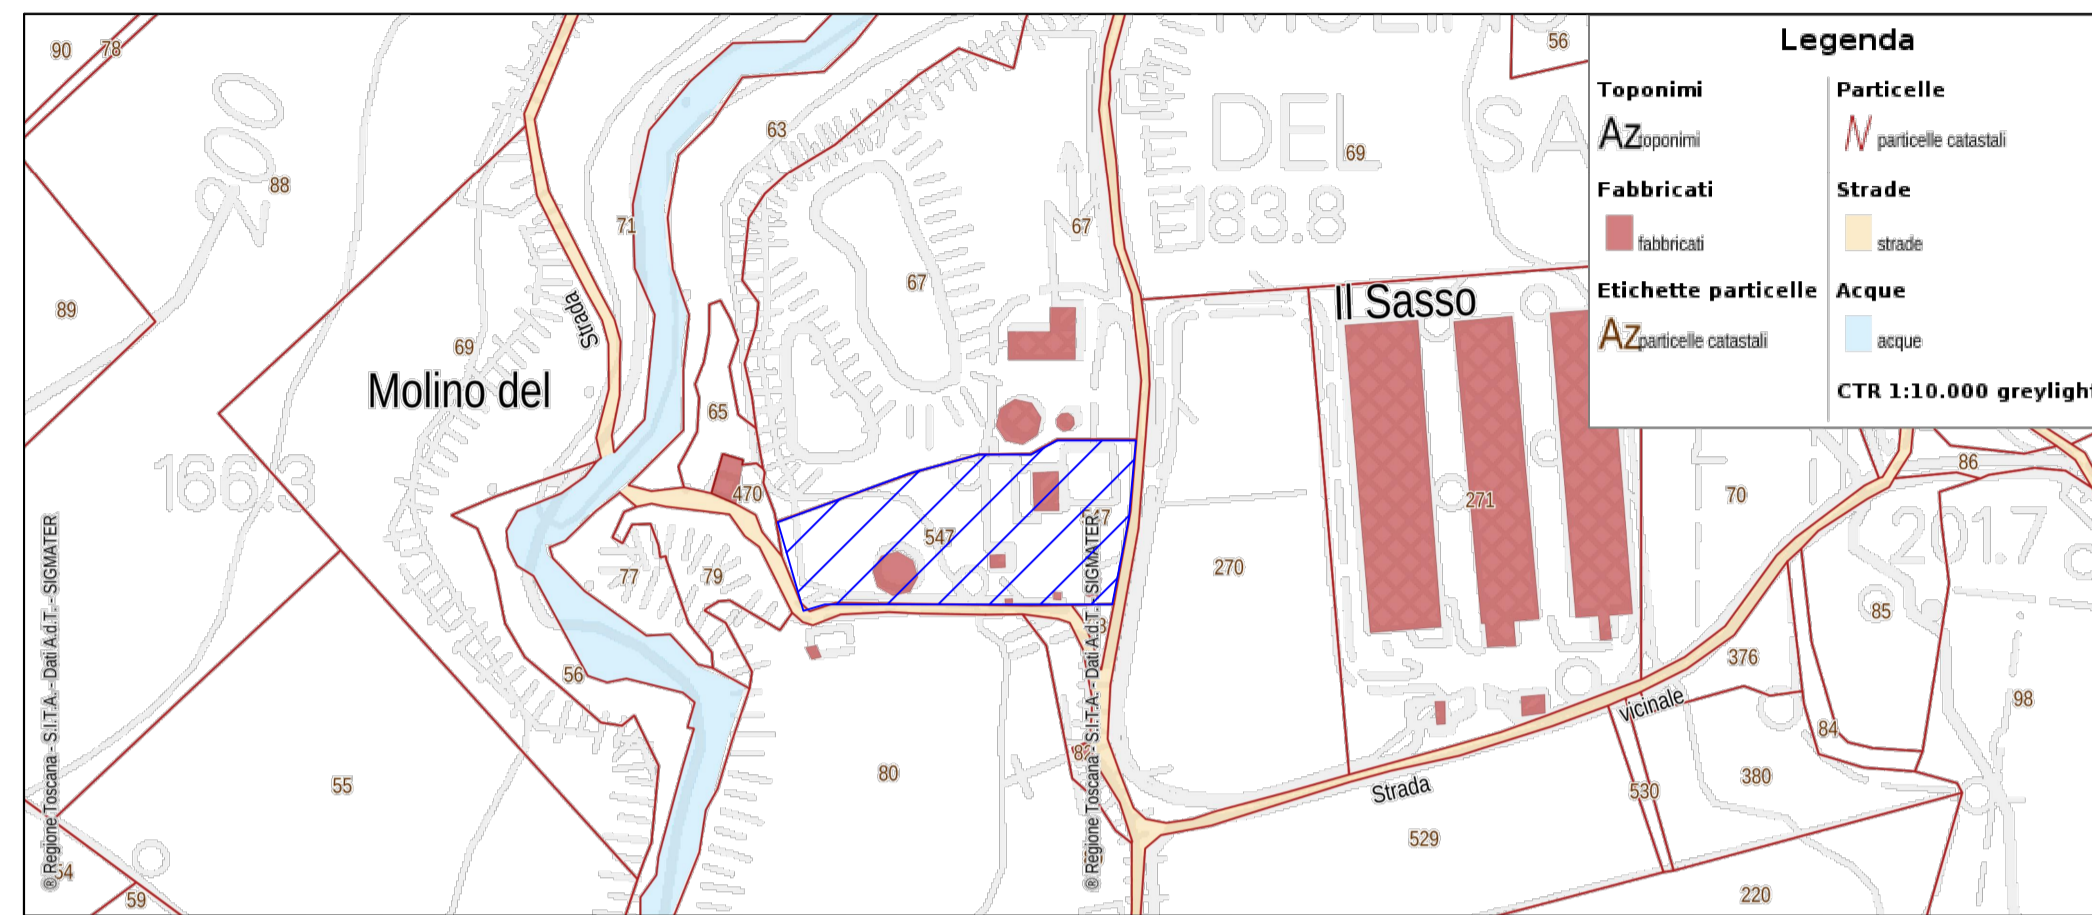 90
78
88
89
69
71
63
67
67
69
56
DEL
SA
200
183.8
166.3
201.7
Strada
Molino del
Il Sasso
65
470
547
77
79
56
55
54
59
80
82
270
271
70
86
85
376
98
84
380
530
529
220
vicinale
Strada
® Regione Toscana - S.I.T.A. - Dati A.d.T. - SIGMATER
® Regione Toscana - S.I.T.A. - Dati A.d.T. - SIGMATER
Legenda
Toponimi
Az toponimi
Fabbricati
fabbricati
Etichette particelle
Az particelle catastali
Particelle
particelle catastali
Strade
strade
Acque
acque
CTR 1:10.000 greylight